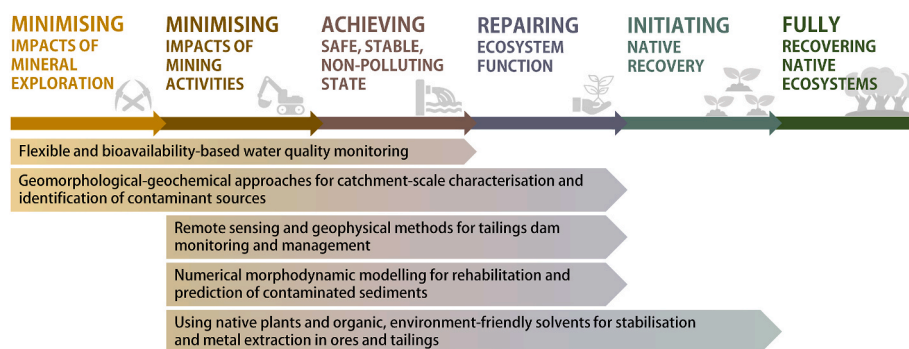 MINIMISING
IMPACTS OF
MINERAL
EXPLORATION
MINIMISING
IMPACTS OF
MINING
ACTIVITIES
ACHIEVING
SAFE, STABLE,
NON-POLLUTING
STATE
REPAIRING
ECOSYSTEM
FUNCTION
INITIATING
NATIVE
RECOVERY
FULLY
RECOVERING
NATIVE
ECOSYSTEMS
Flexible and bioavailability-based water quality monitoring
Geomorphological-geochemical approaches for catchment-scale characterisation and
identification of contaminant sources
Remote sensing and geophysical methods for tailings dam
monitoring and management
Numerical morphodynamic modelling for rehabilitation and
prediction of contaminated sediments
Using native plants and organic, environment-friendly solvents for stabilisation
and metal extraction in ores and tailings